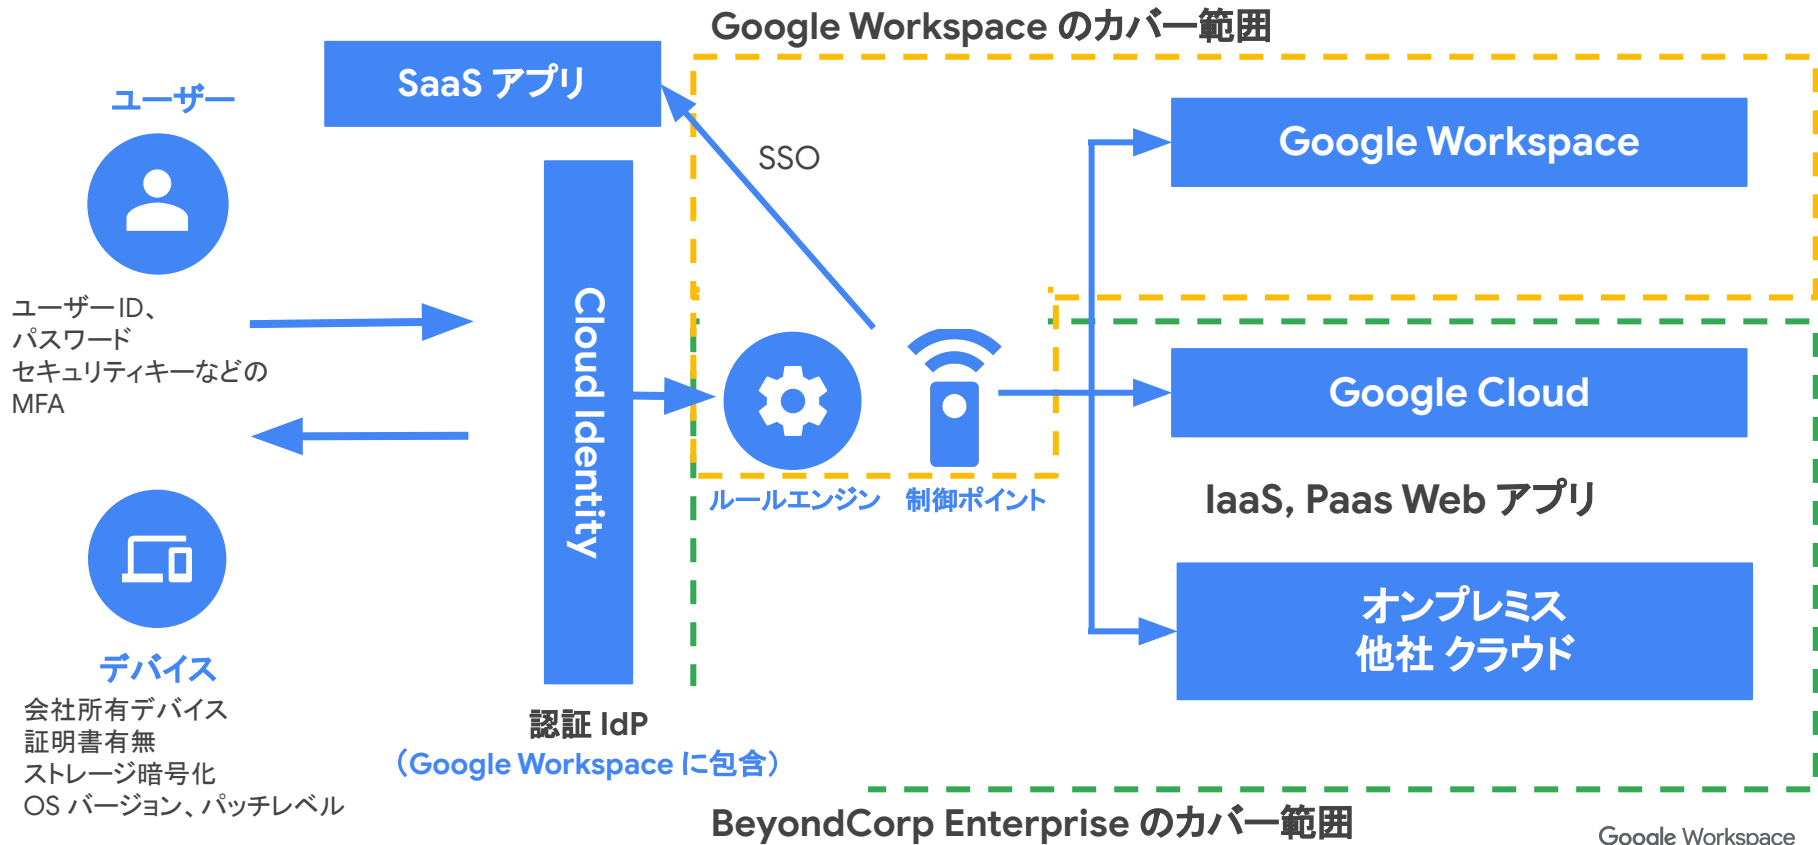 Google Workspace のカバー範囲
SaaS アプリ
ユーザー
Google Workspace
SSO
ユーザーID、
パスワード
セキュリティキーなどの
MFA
Cloud Identity
Google Cloud
ルールエンジン
制御ポイント
IaaS, Paas Web アプリ
オンプレミス
他社 クラウド
デバイス
会社所有デバイス
証明書有無
ストレージ暗号化
OS バージョン、パッチレベル
認証 IdP
（Google Workspace に包含）
BeyondCorp Enterprise のカバー範囲
Google Workspace